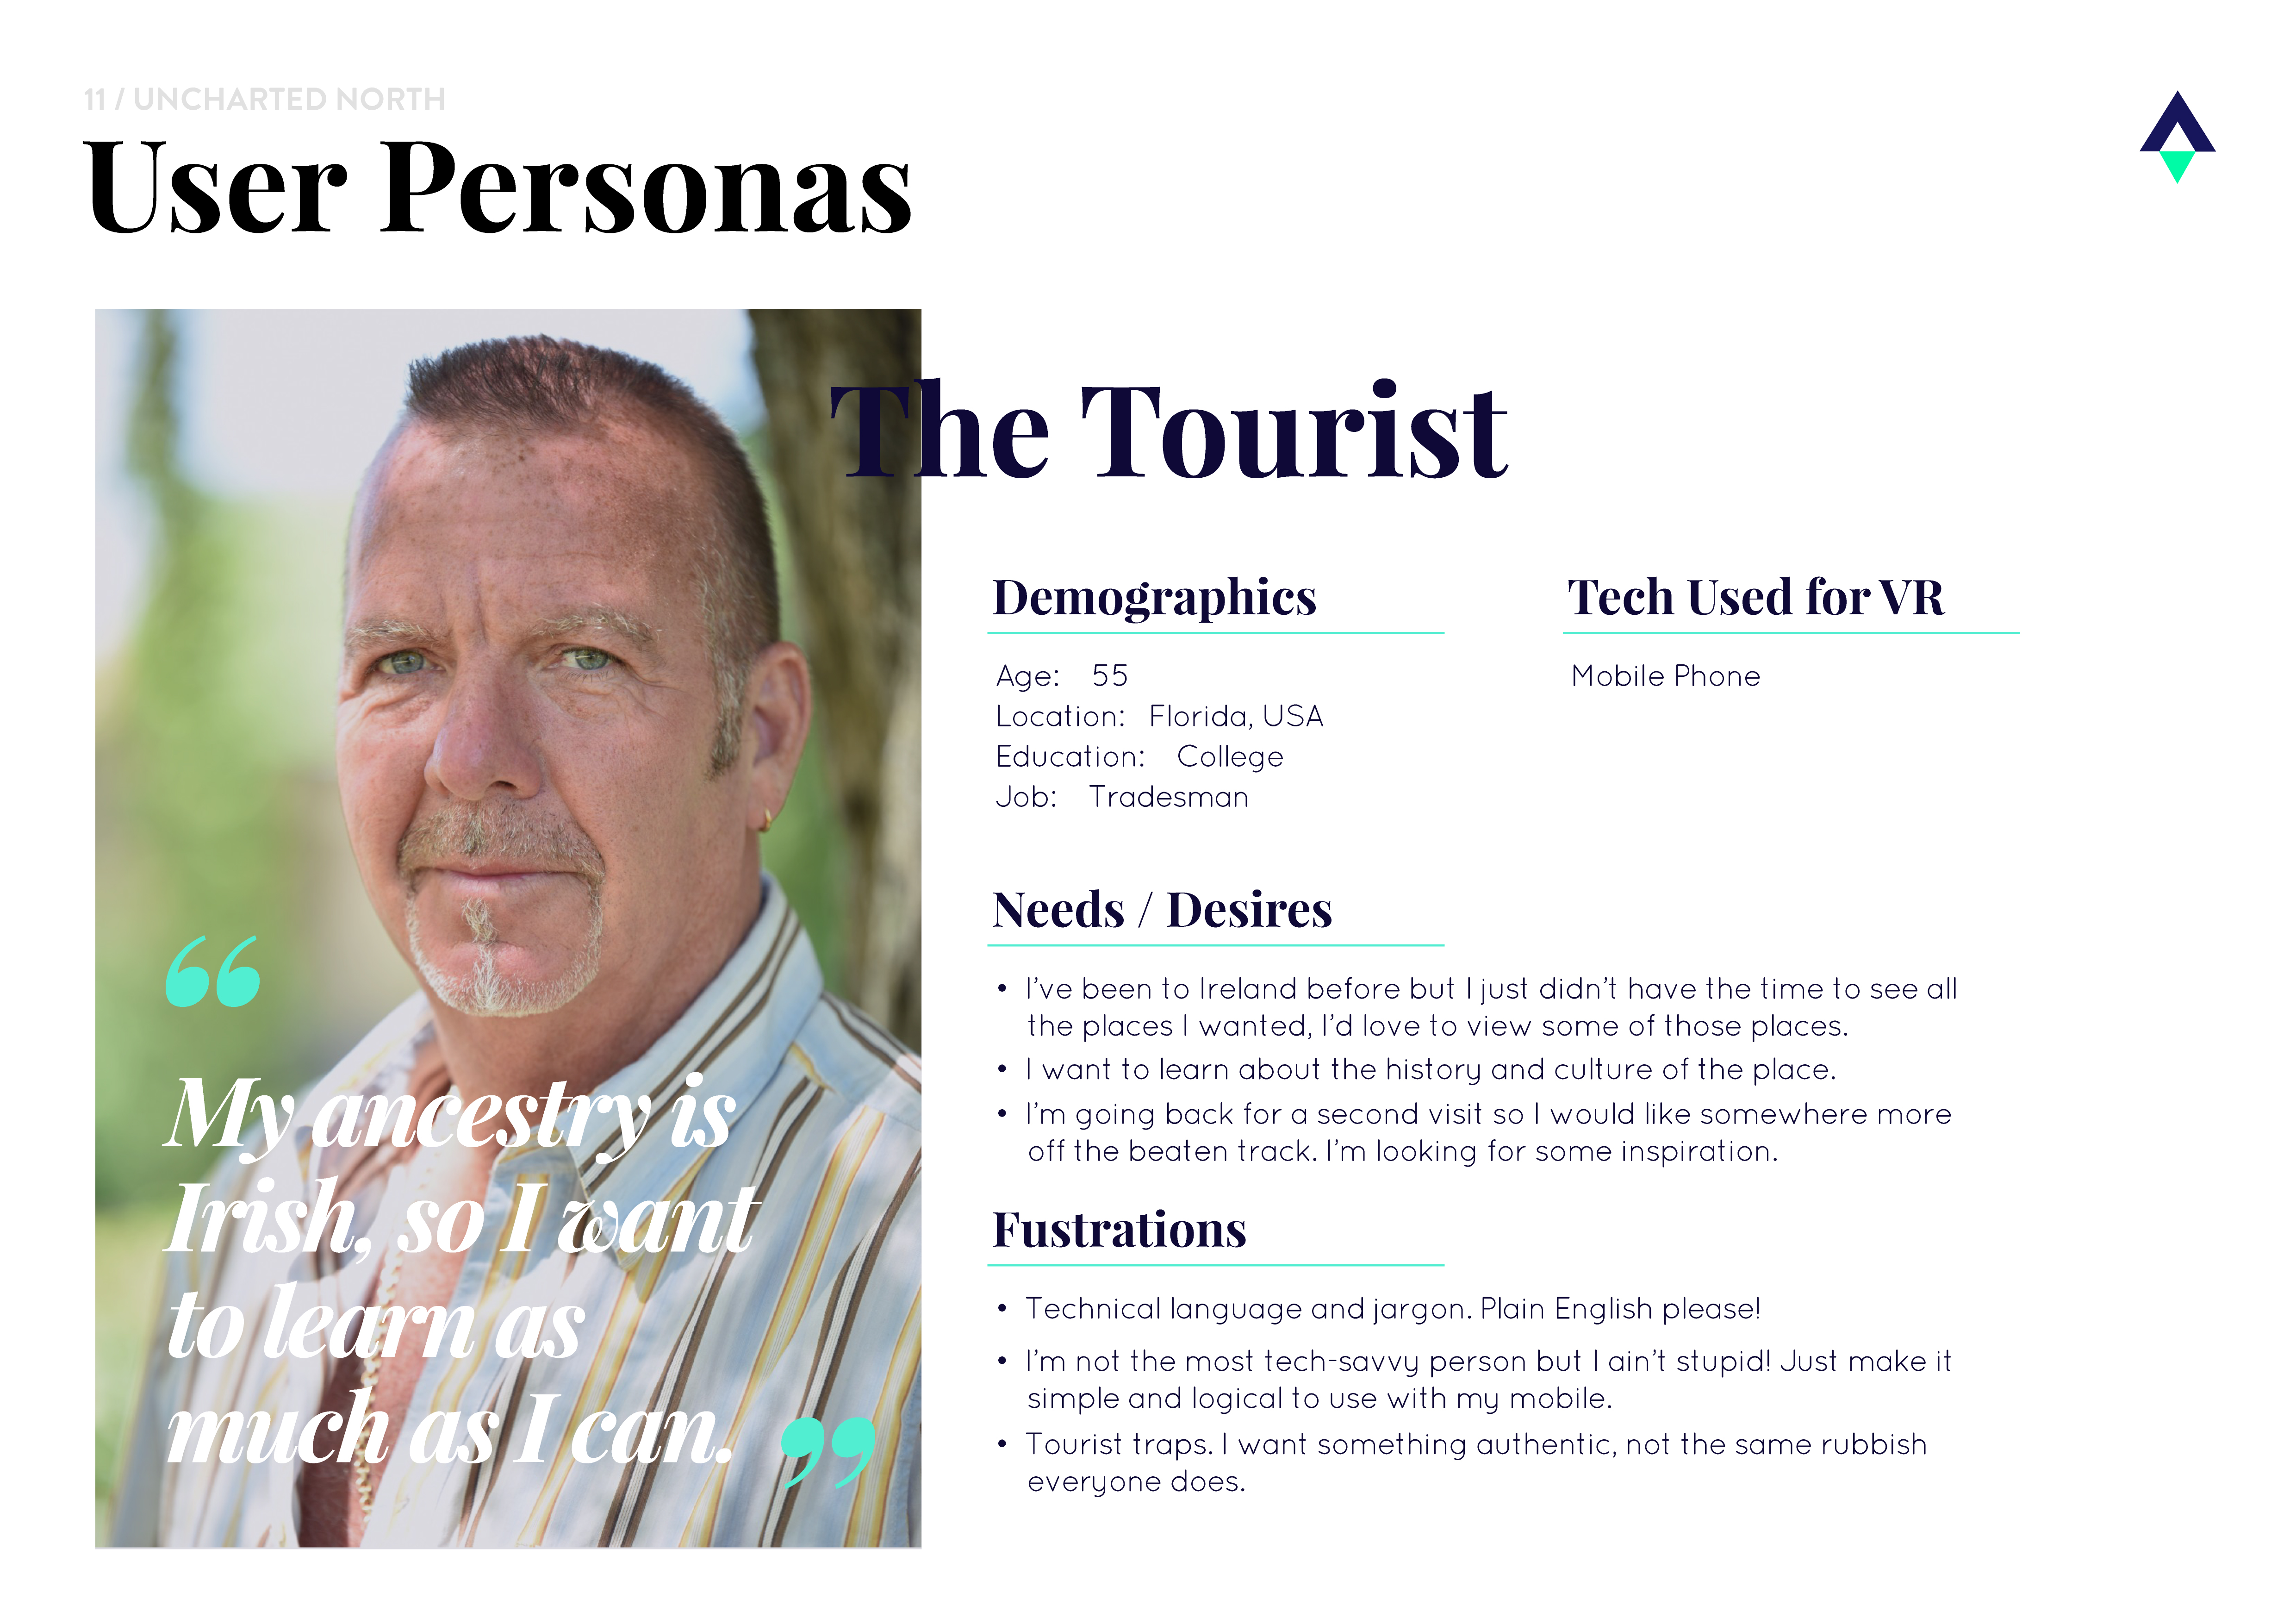 11 / UNCHARTED NORTH
User Personas
The Tourist
Demographics
Age: 55
Location: Florida, USA
Education: College
Job: Tradesman
Tech Used for VR
Mobile Phone
Needs / Desires
• I've been to Ireland before but I just didn't have the time to see all
the places I wanted, I'd love to view some of those places.
• I want to learn about the history and culture of the place.
• I'm going back for a second visit so I would like somewhere more
off the beaten track. I'm looking for some inspiration.
Fustrations
• Technical language and jargon. Plain English please!
• I'm not the most tech-savvy person but I ain't stupid! Just make it
simple and logical to use with my mobile.
• Tourist traps. I want something authentic, not the same rubbish
everyone does.
“
My ancestry is
Irish, so I want
to learn as
much as I can. ”